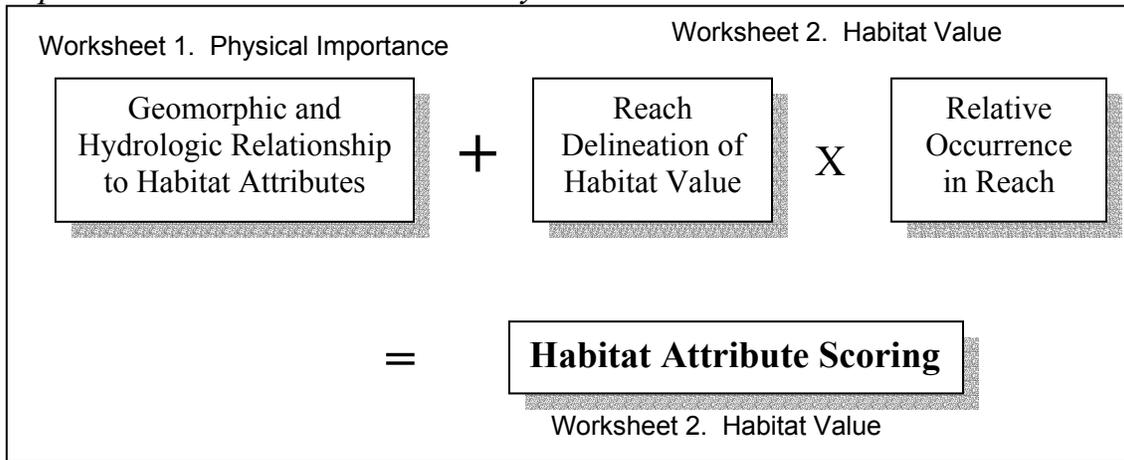 Worksheet 1. Physical Importance
Worksheet 2. Habitat Value
Geomorphic and
Hydrologic Relationship
to Habitat Attributes
+
Reach
Delineation of
Habitat Value
X
Relative
Occurrence
in Reach
=
Habitat Attribute Scoring
Worksheet 2. Habitat Value